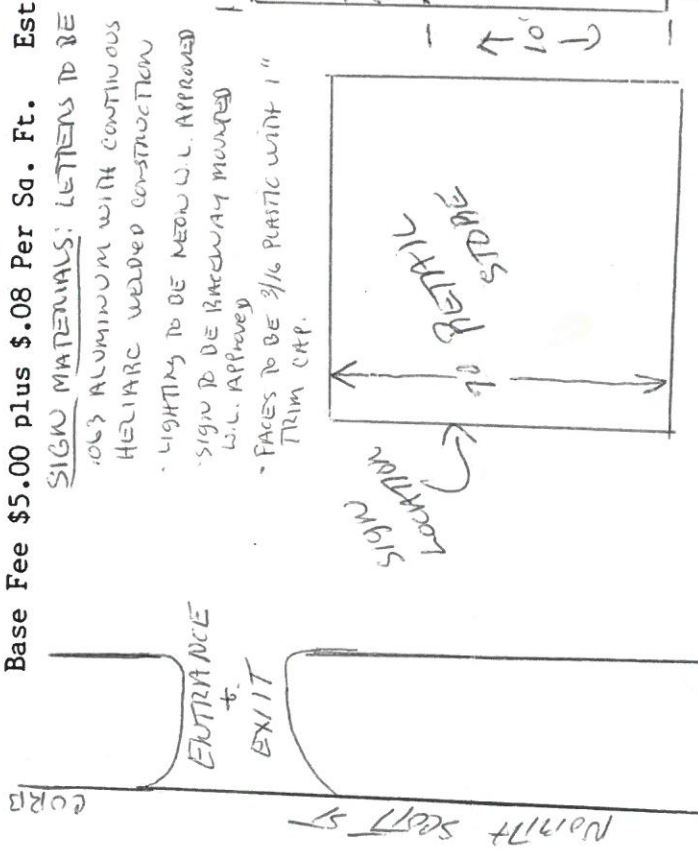 Base Fee $5.00 plus $.08 Per Sq. Ft. Est
SIGN MATERIALS: LETTERS TO BE
.063 ALUMINUM WITH CONTINUOUS
HELIARC WELDED CONSTRUCTION
· LIGHTING TO BE NEON U.L. APPROVED
· SIGN TO BE RACEWAY MOUNTED
U.L. APPROVED
· FACES TO BE 3/16 PLASTIC WITH 1"
TRIM CAP.
10'
RETAIL
STORE
SIGN
LOCATION
ENTRANCE
+
EXIT
CURB
NORTH SCOTT ST